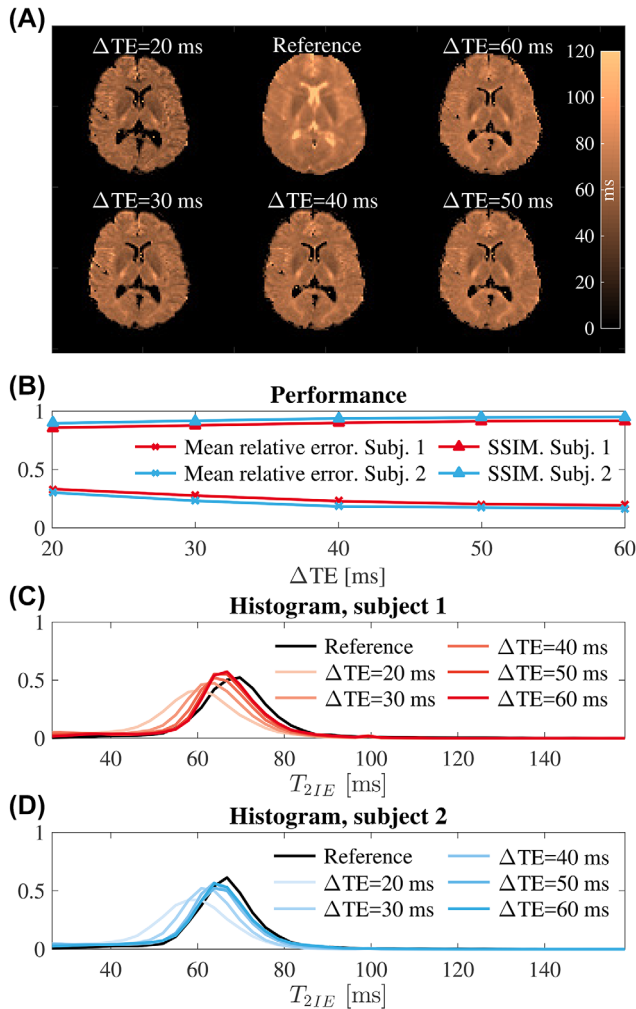 (A)
ΔTE=20 ms Reference ΔTE=60 ms
ΔTE=30 ms ΔTE=40 ms ΔTE=50 ms
120
100
80
60
40
20
0
ms
(B)
Performance
1
0.5
0
Mean relative error. Subj. 1 SSIM. Subj. 1
Mean relative error. Subj. 2 SSIM. Subj. 2
20 30 40 50 60
ΔTE [ms]
(C)
Histogram, subject 1
1
0.5
0
Reference ΔTE=40 ms
ΔTE=20 ms ΔTE=50 ms
ΔTE=30 ms ΔTE=60 ms
40 60 80 100 120 140
T2IE [ms]
(D)
Histogram, subject 2
1
0.5
0
Reference ΔTE=40 ms
ΔTE=20 ms ΔTE=50 ms
ΔTE=30 ms ΔTE=60 ms
40 60 80 100 120 140
T2IE [ms]